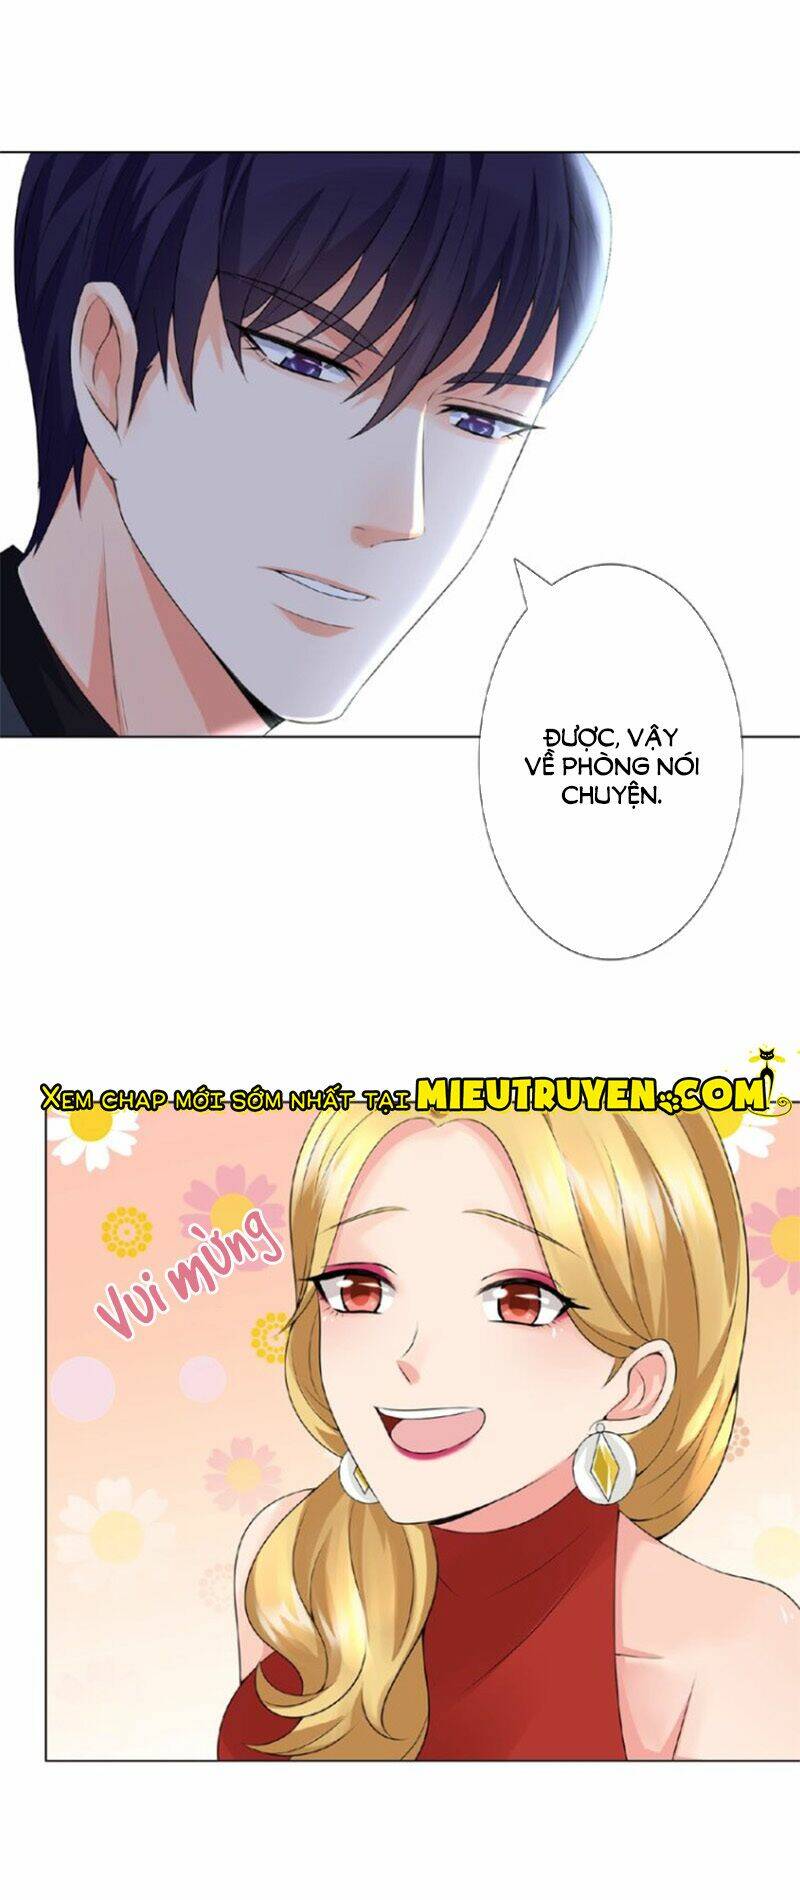 ĐƯỢC, VẬY
VỀ PHÒNG NÓI
CHUYỆN.
XEM CHAP MỚI SỚM NHẤT TẠI MIEUTRUYEN.COM
Vui mừng